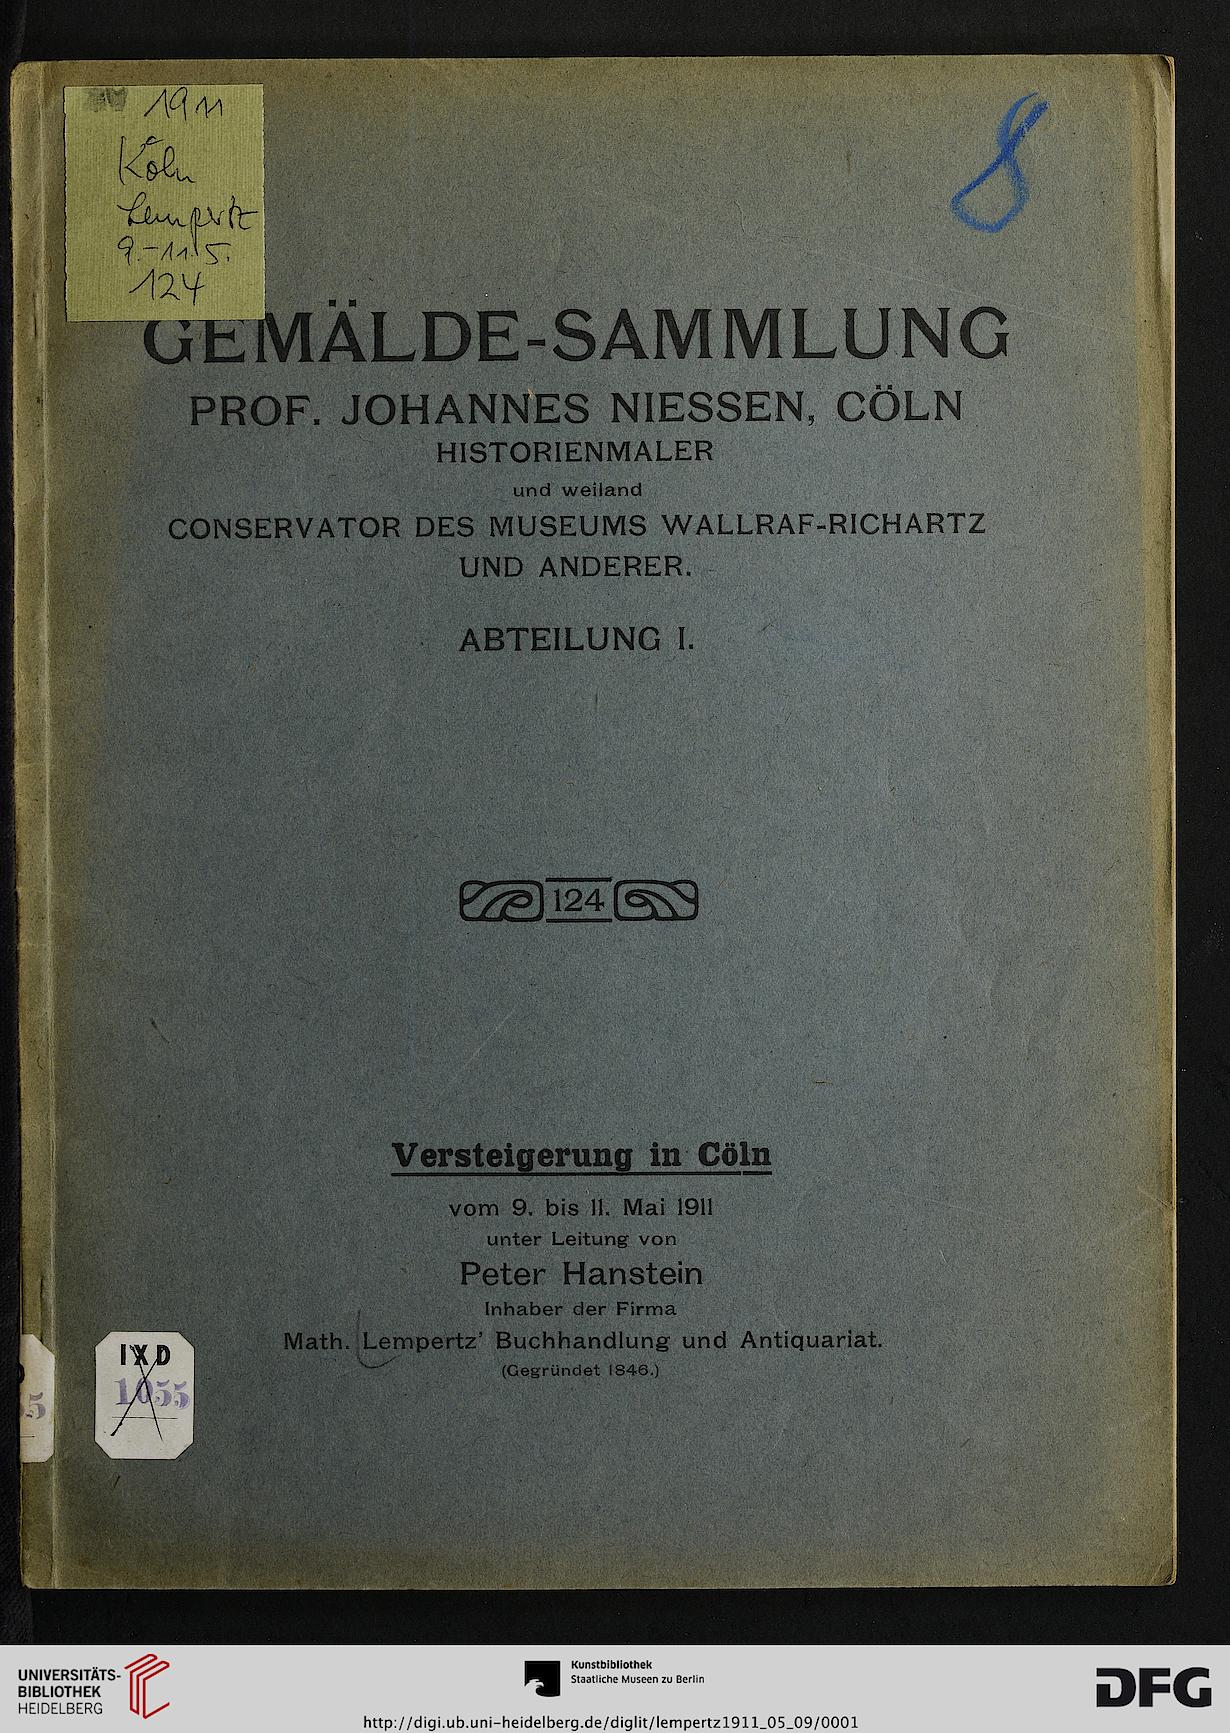 1911
Köln
Lempertz
9.-11.5.
124
8
GEMÄLDE-SAMMLUNG
PROF. JOHANNES NIESSEN, CÖLN
HISTORIENMALER
und weiland
CONSERVATOR DES MUSEUMS WALLRAF-RICHARTZ
UND ANDERER.
ABTEILUNG I.
124
Versteigerung in Cöln
vom 9. bis 11. Mai 1911
unter Leitung von
Peter Hanstein
Inhaber der Firma
Math. Lempertz' Buchhandlung und Antiquariat.
(Gegründet 1846.)
IXD
1055
5
UNIVERSITÄTS-
BIBLIOTHEK
HEIDELBERG
Kunstbibliothek
Staatliche Museen zu Berlin
DFG
http://digi.ub.uni-heidelberg.de/diglit/lempertz1911_05_09/0001